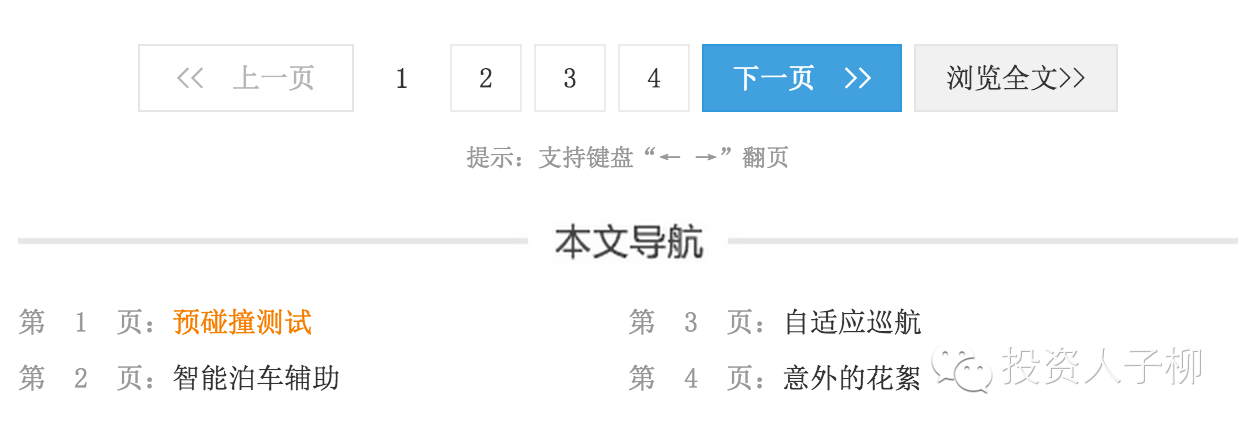 << 上一页 1 2 3 4 下一页 >> 浏览全文>>
提示：支持键盘“← →”翻页
本文导航
第 1 页：预碰撞测试 第 3 页：自适应巡航
第 2 页：智能泊车辅助 第 4 页：意外的花絮
投资人子柳